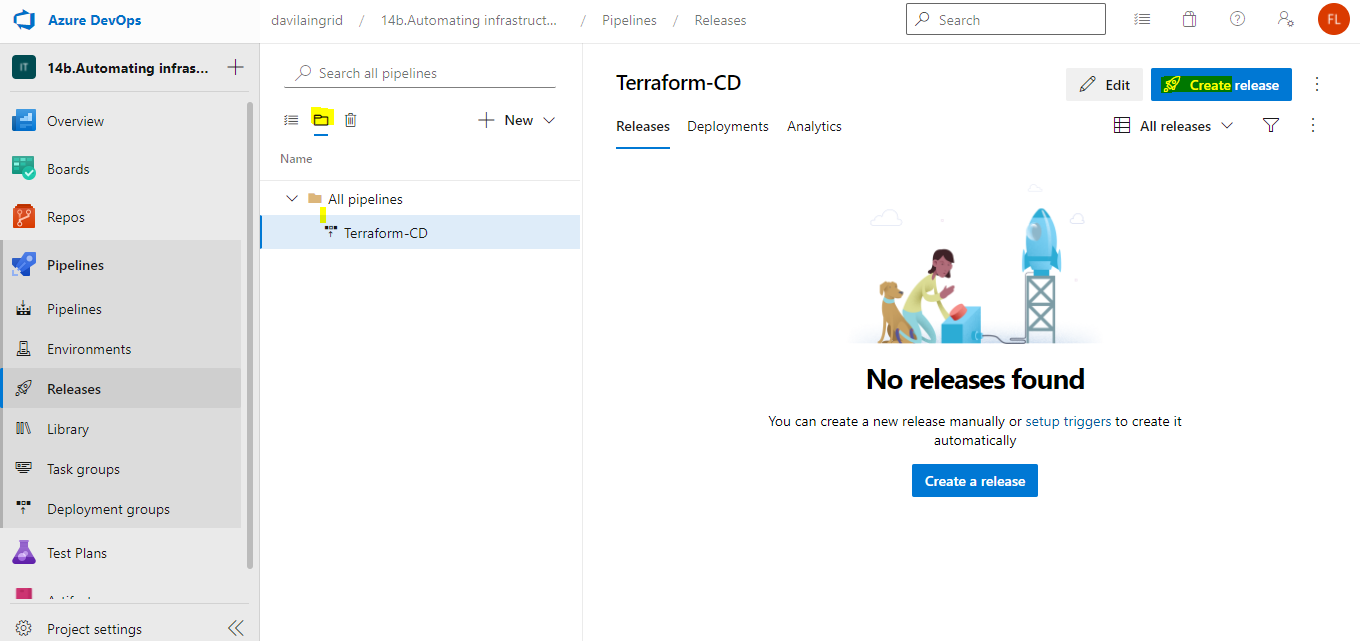 Azure DevOps
davilaingrid / 14b.Automating infrastruct... / Pipelines / Releases
Search
FL
IT
14b.Automating infras...
Overview
Boards
Repos
Pipelines
Pipelines
Environments
Releases
Library
Task groups
Deployment groups
Test Plans
Project settings
Search all pipelines
New
Name
All pipelines
Terraform-CD
Terraform-CD
Edit
Create release
Releases
Deployments
Analytics
All releases
No releases found
You can create a new release manually or setup triggers to create it
automatically
Create a release